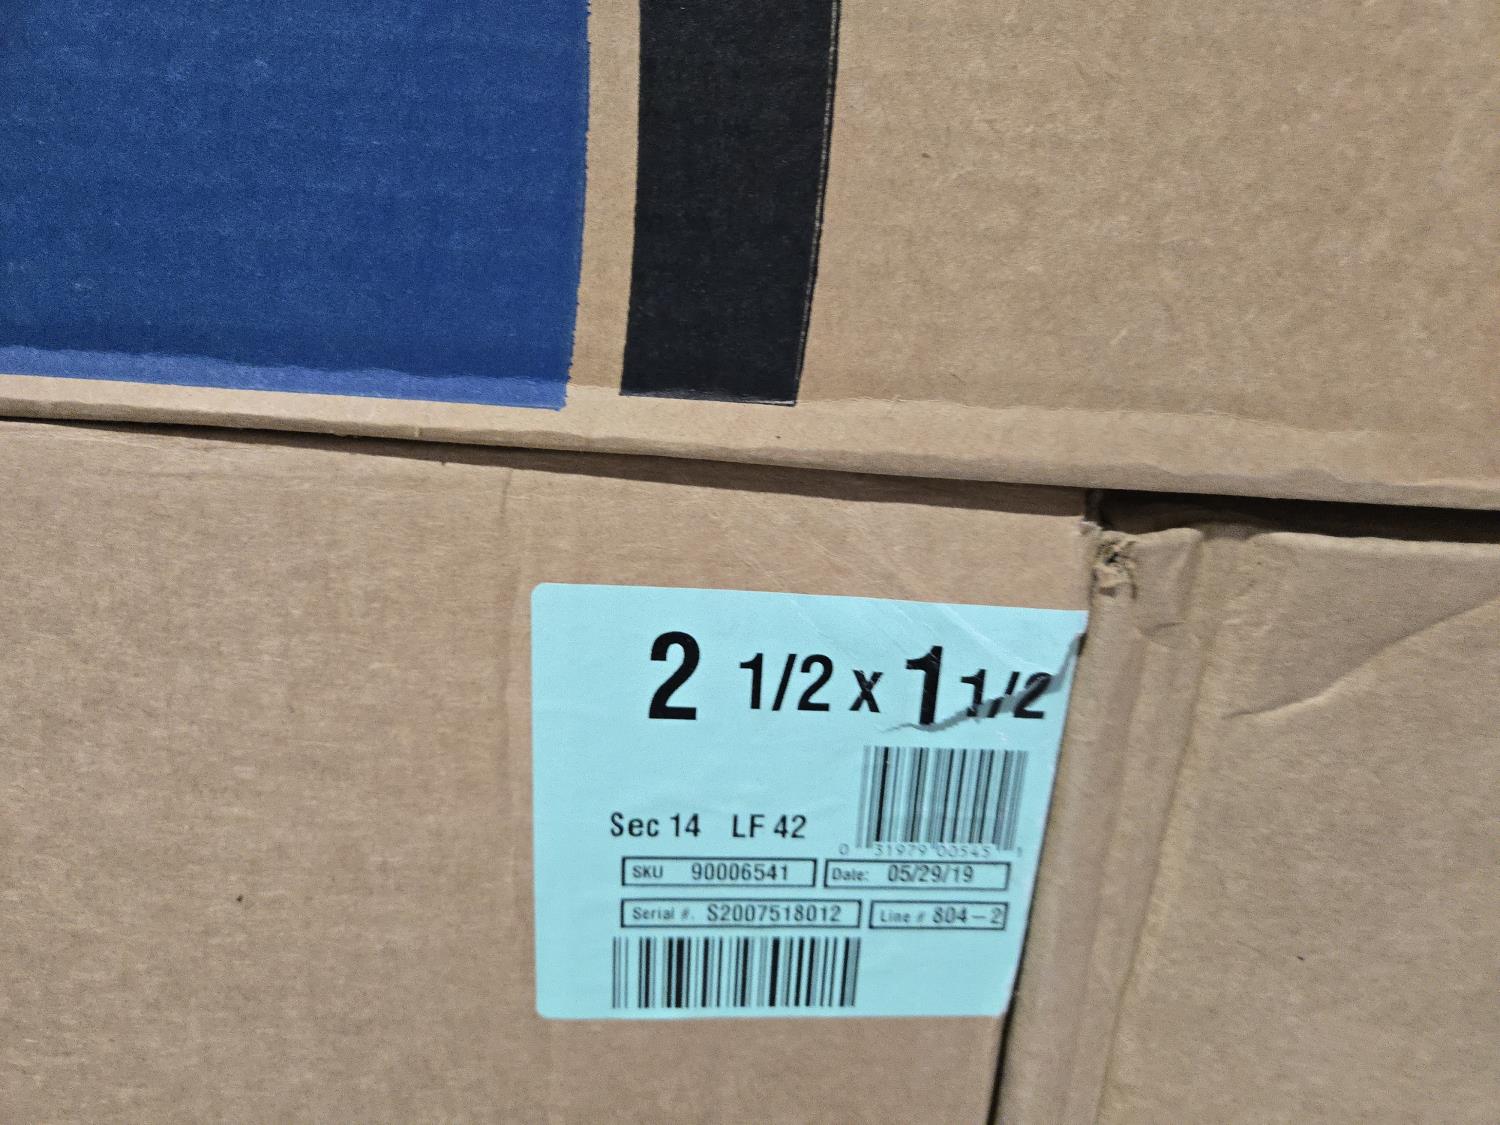 2 1/2 x 1 1/2
Sec 14 LF 42
0 31979 00545 1
SKU 90006541
Date: 05/29/19
Serial #. S2007518012
Line # 804-2